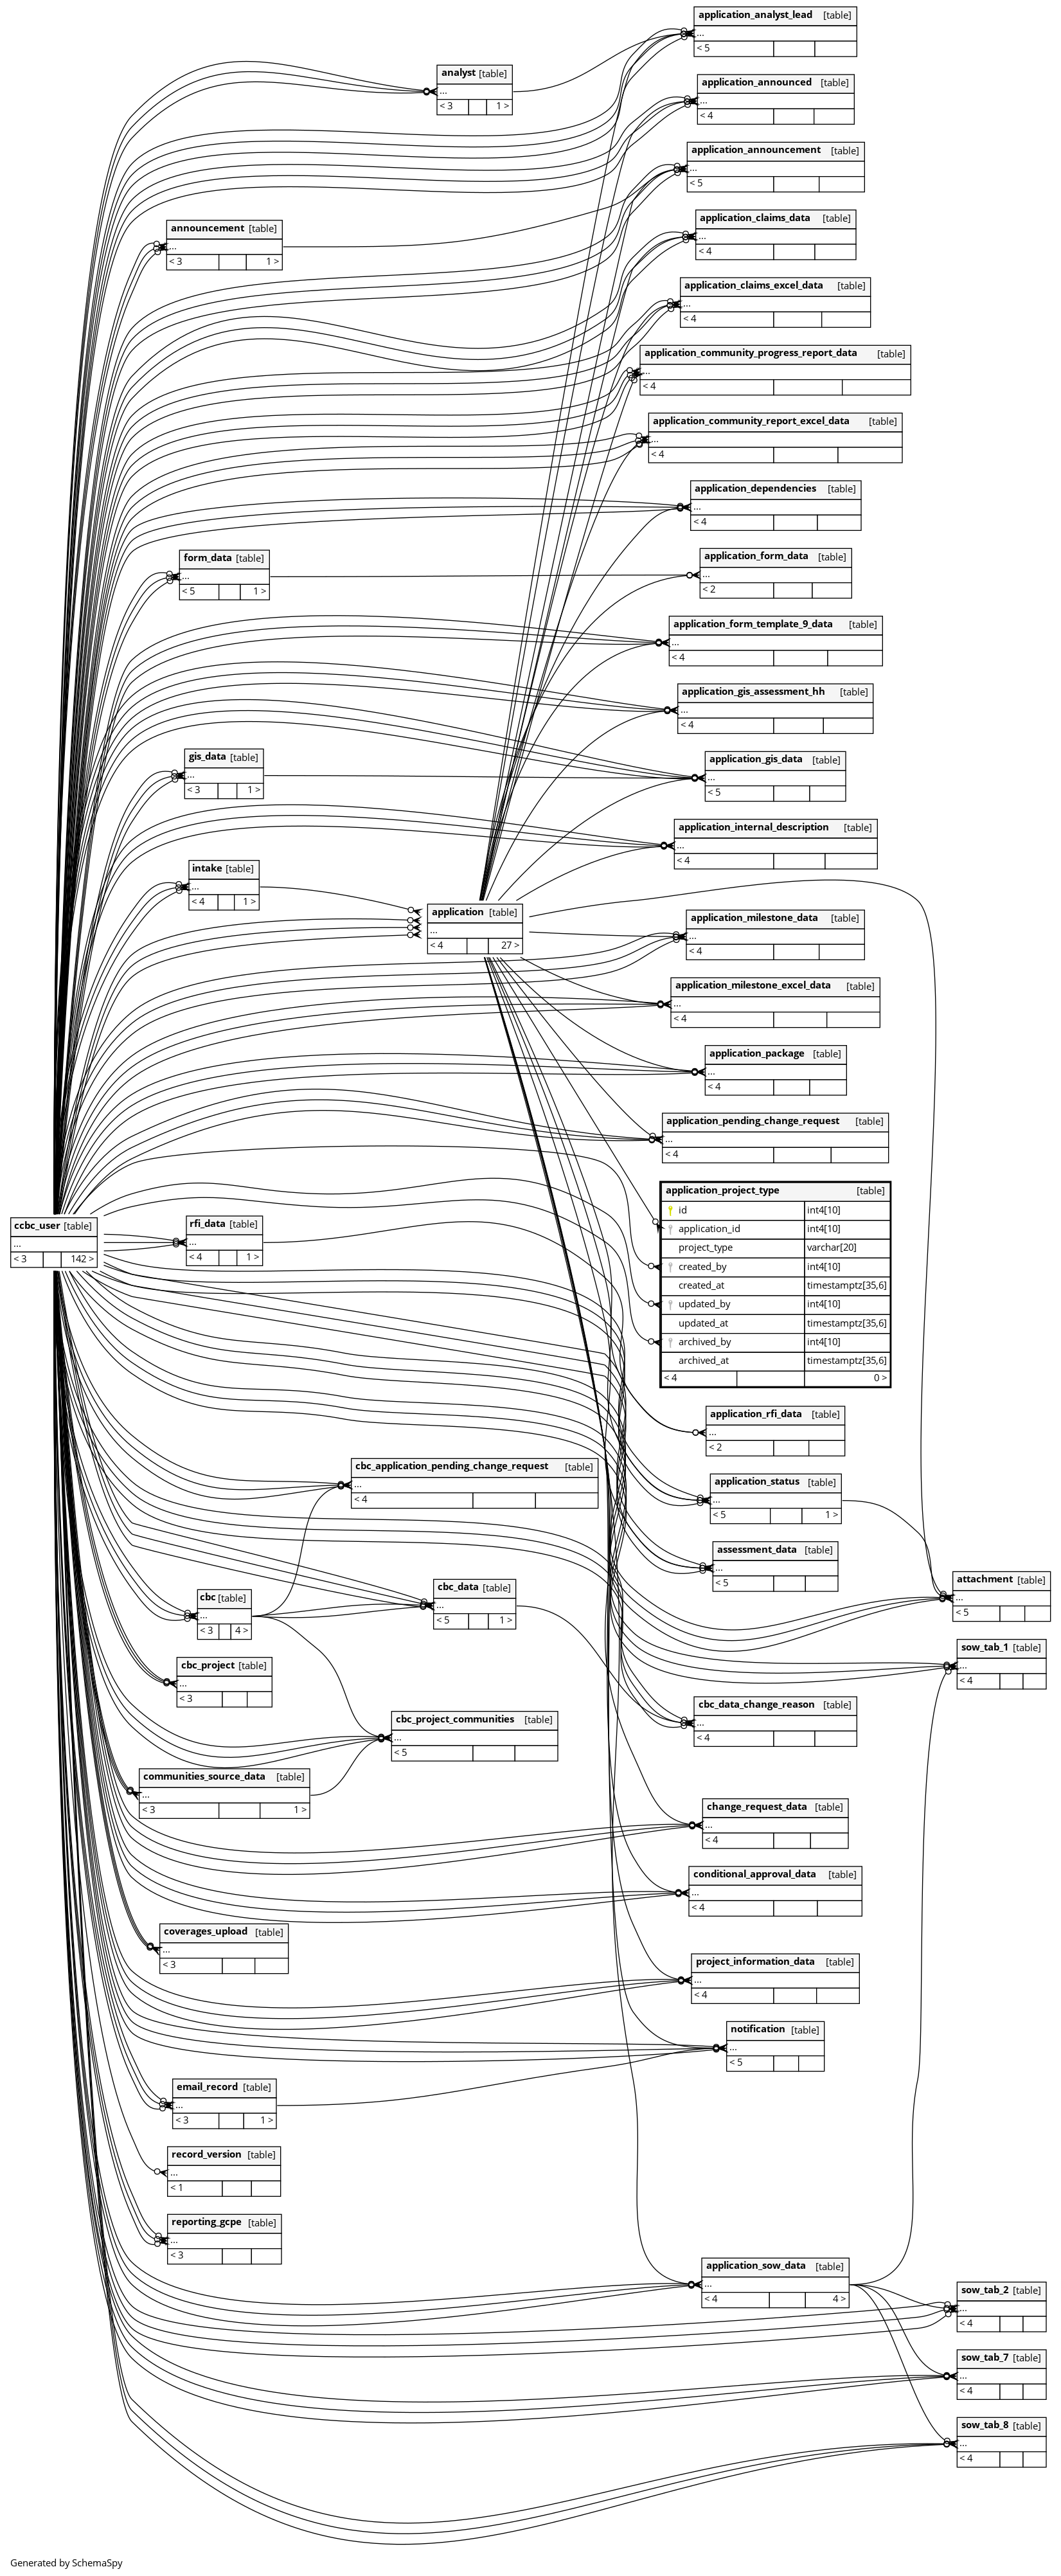 application_analyst_lead [table]
...
< 5
analyst [table]
...
< 3 1 >
application_announced [table]
...
< 4
application_announcement [table]
...
< 5
application_claims_data [table]
...
< 4
announcement [table]
...
< 3 1 >
application_claims_excel_data [table]
...
< 4
application_community_progress_report_data [table]
...
< 4
application_community_report_excel_data [table]
...
< 4
application_dependencies [table]
...
< 4
form_data [table]
...
< 5 1 >
application_form_data [table]
...
< 2
application_form_template_9_data [table]
...
< 4
application_gis_assessment_hh [table]
...
< 4
gis_data [table]
...
< 3 1 >
application_gis_data [table]
...
< 5
application_internal_description [table]
...
< 4
intake [table]
...
< 4 1 >
application [table]
...
< 4 27 >
application_milestone_data [table]
...
< 4
application_milestone_excel_data [table]
...
< 4
application_package [table]
...
< 4
application_pending_change_request [table]
...
< 4
application_project_type [table]
id int4[10]
application_id int4[10]
project_type varchar[20]
created_by int4[10]
created_at timestamptz[35,6]
updated_by int4[10]
updated_at timestamptz[35,6]
archived_by int4[10]
archived_at timestamptz[35,6]
< 4 0 >
ccbc_user [table]
...
< 3 142 >
rfi_data [table]
...
< 4 1 >
application_rfi_data [table]
...
< 2
cbc_application_pending_change_request [table]
...
< 4
application_status [table]
...
< 5 1 >
assessment_data [table]
...
< 5
attachment [table]
...
< 5
cbc [table]
...
< 3 4 >
cbc_data [table]
...
< 5 1 >
sow_tab_1 [table]
...
< 4
cbc_project [table]
...
< 3
cbc_data_change_reason [table]
...
< 4
cbc_project_communities [table]
...
< 5
communities_source_data [table]
...
< 3 1 >
change_request_data [table]
...
< 4
conditional_approval_data [table]
...
< 4
coverages_upload [table]
...
< 3
project_information_data [table]
...
< 4
notification [table]
...
< 5
email_record [table]
...
< 3 1 >
record_version [table]
...
< 1
reporting_gcpe [table]
...
< 3
application_sow_data [table]
...
< 4 4 >
sow_tab_2 [table]
...
< 4
sow_tab_7 [table]
...
< 4
sow_tab_8 [table]
...
< 4
Generated by SchemaSpy